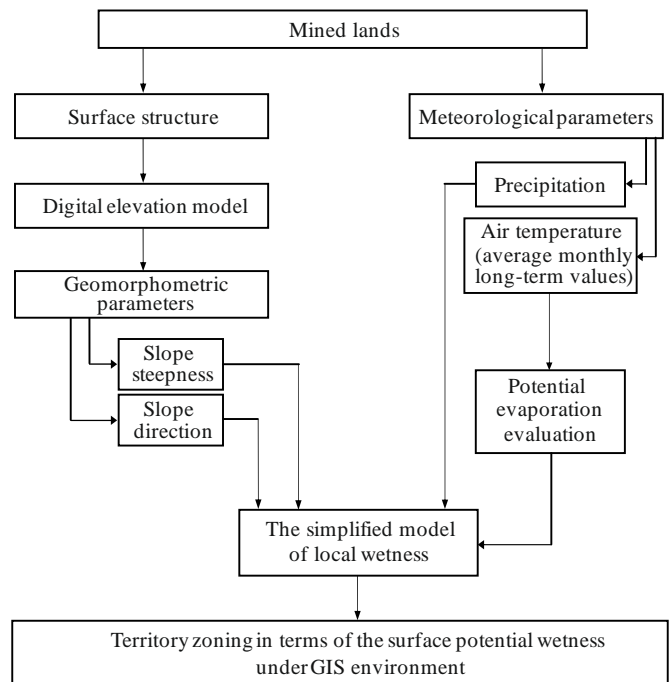 Mined lands
Surface structure
Meteorological parameters
Precipitation
Digital elevation model
Air temperature
(average monthly
long-term values)
Geomorphometric
parameters
Slope
steepness
Slope
direction
Potential
evaporation
evaluation
The simplified model
of local wetness
Territory zoning in terms of the surface potential wetness
under GIS environment